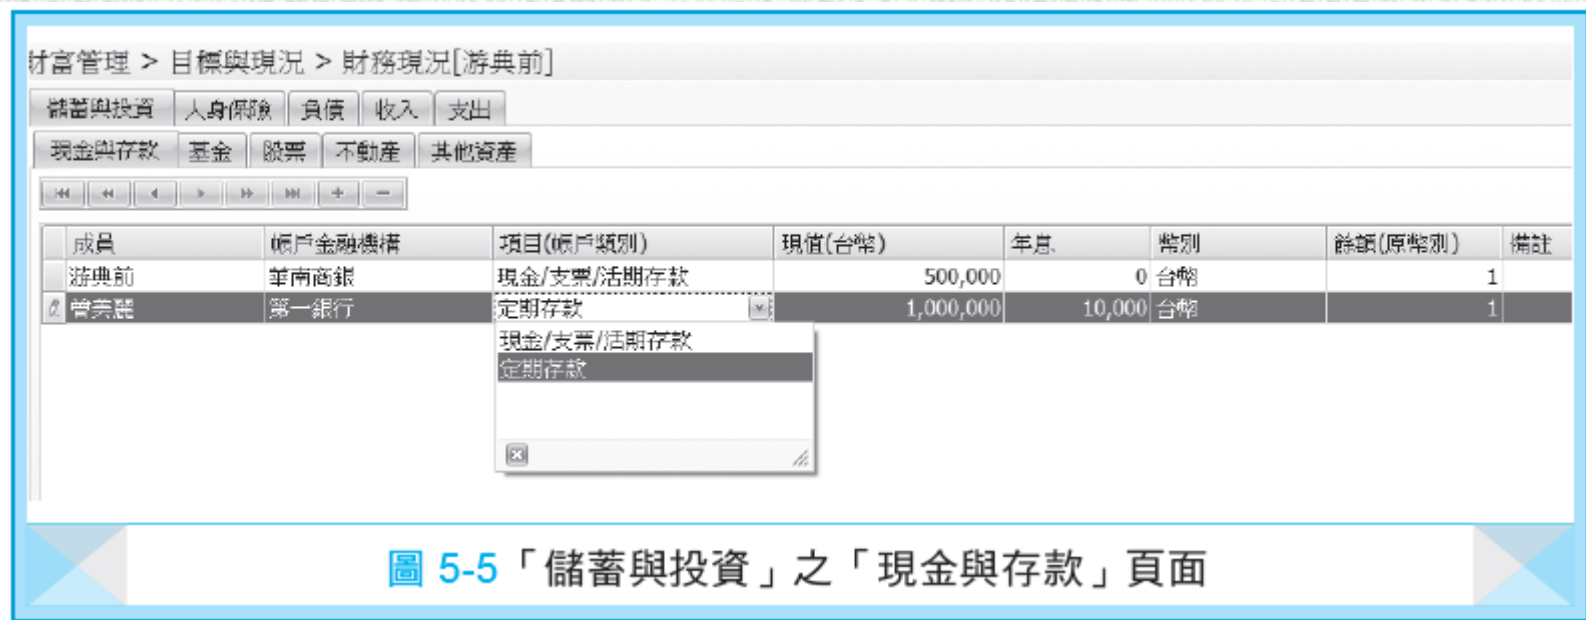 財富管理 > 目標與現況 > 財務現況[游典前]
儲蓄與投資 人身保險 負債 收入 支出
現金與存款 基金 股票 不動產 其他資產
成員 帳戶金融機構 項目(帳戶類別) 現值(台幣) 年息 幣別 餘額(原幣別) 備註
游典前 華南商銀 現金/支票/活期存款 500,000 0 台幣 1
曾美麗 第一銀行 定期存款 1,000,000 10,000 台幣 1
現金/支票/活期存款
定期存款
圖 5-5「儲蓄與投資」之「現金與存款」頁面